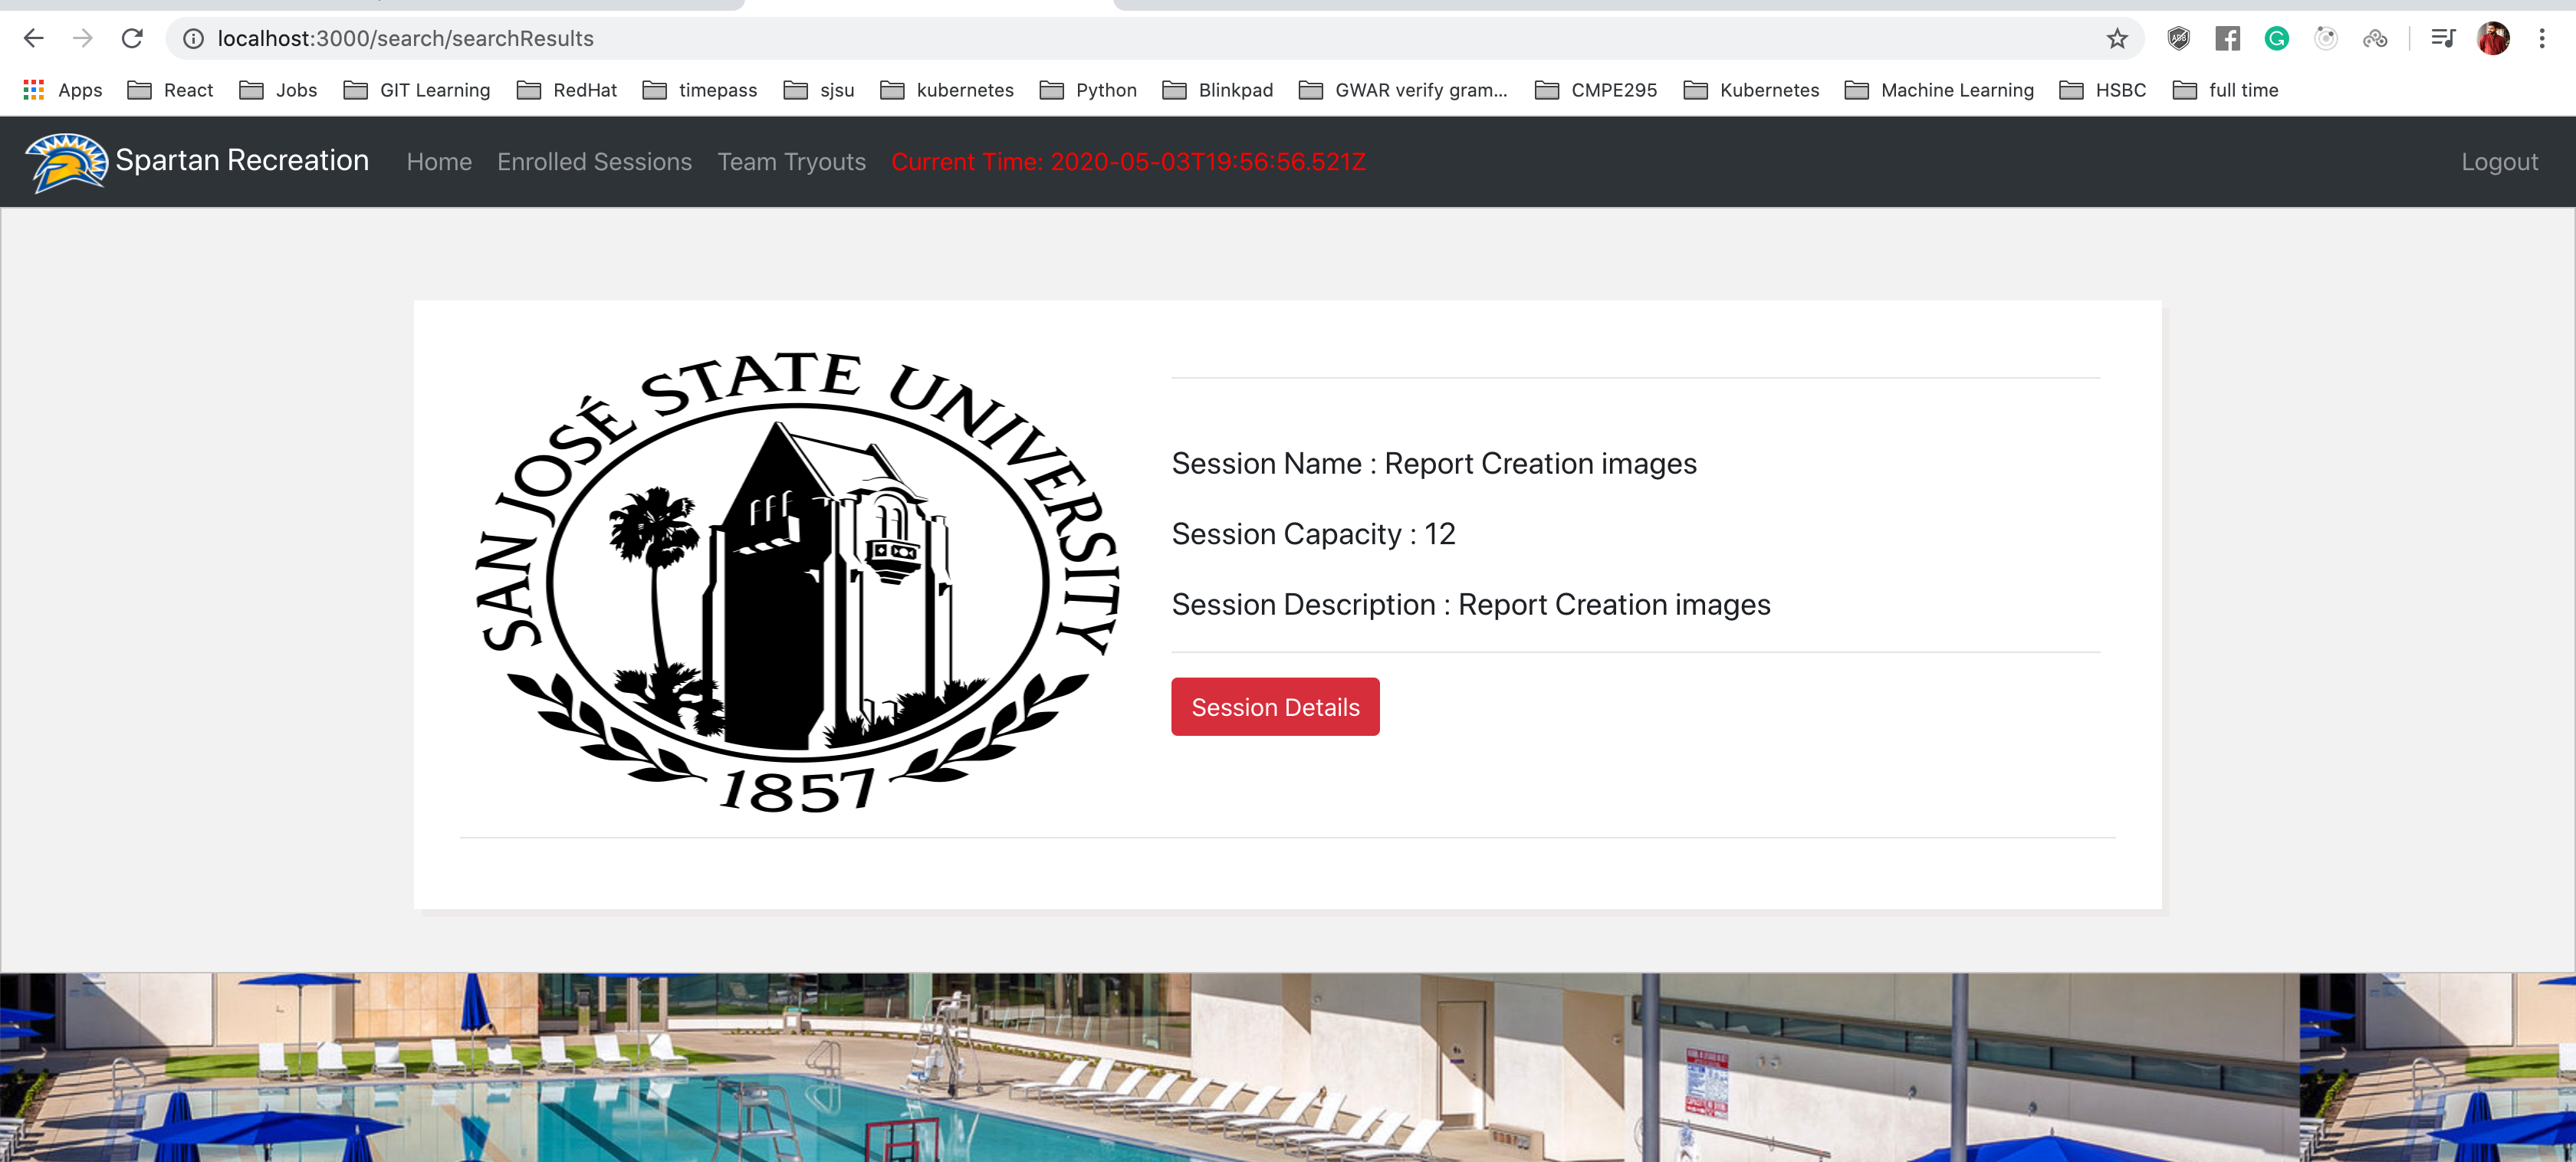 localhost:3000/search/searchResults
Apps React Jobs GIT Learning RedHat timepass sjsu kubernetes Python Blinkpad GWAR verify gram... CMPE295 Kubernetes Machine Learning HSBC full time
Spartan Recreation Home Enrolled Sessions Team Tryouts Current Time: 2020-05-03T19:56:56.521Z Logout
SAN JOSÉ STATE UNIVERSITY
1857
Session Name : Report Creation images
Session Capacity : 12
Session Description : Report Creation images
Session Details